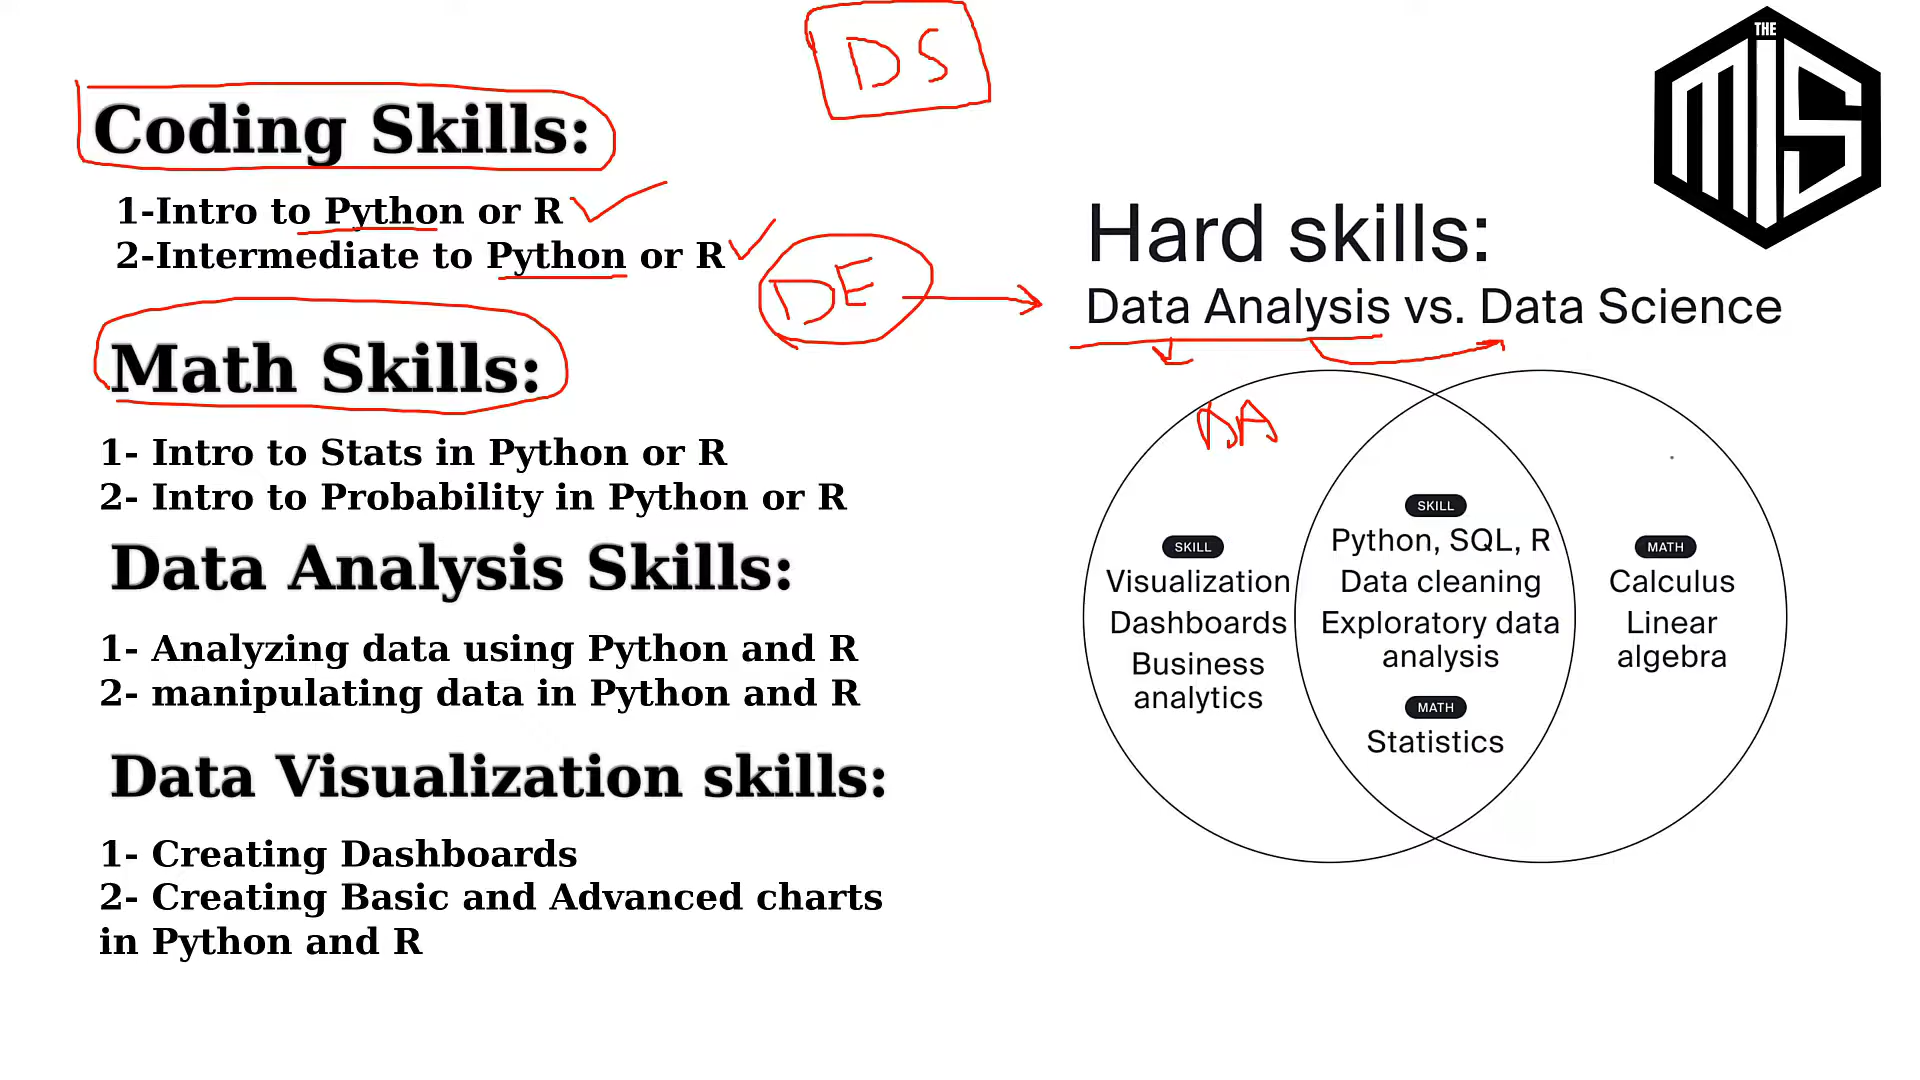 DS
Coding Skills:
1-Intro to Python or R
2-Intermediate to Python or R
DE
Math Skills:
1- Intro to Stats in Python or R
2- Intro to Probability in Python or R
Data Analysis Skills:
1- Analyzing data using Python and R
2- manipulating data in Python and R
Data Visualization skills:
1- Creating Dashboards
2- Creating Basic and Advanced charts
in Python and R
THE
MIS
Hard skills:
Data Analysis vs. Data Science
DA
SKILL
Visualization
Dashboards
Business
analytics
SKILL
Python, SQL, R
Data cleaning
Exploratory data
analysis
MATH
Statistics
MATH
Calculus
Linear
algebra